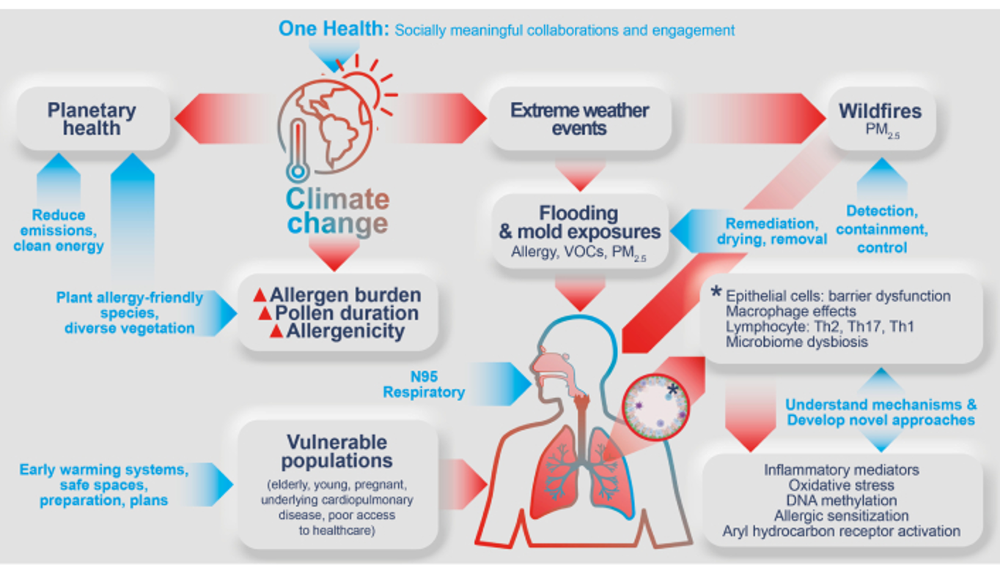 One Health: Socially meaningful collaborations and engagement
Planetary
health
Extreme weather
events
Wildfires
PM2.5
Climate
change
Reduce
emissions,
clean energy
Flooding
& mold exposures
Allergy, VOCs, PM2.5
Remediation,
drying, removal
Detection,
containment,
control
Plant allergy-friendly
species,
diverse vegetation
▲Allergen burden
▲Pollen duration
▲Allergenicity
* Epithelial cells: barrier dysfunction
Macrophage effects
Lymphocyte: Th2, Th17, Th1
Microbiome dysbiosis
N95
Respiratory
*
Understand mechanisms &
Develop novel approaches
Early warming systems,
safe spaces,
preparation, plans
Vulnerable
populations
(elderly, young, pregnant,
underlying cardiopulmonary
disease, poor access
to healthcare)
Inflammatory mediators
Oxidative stress
DNA methylation
Allergic sensitization
Aryl hydrocarbon receptor activation